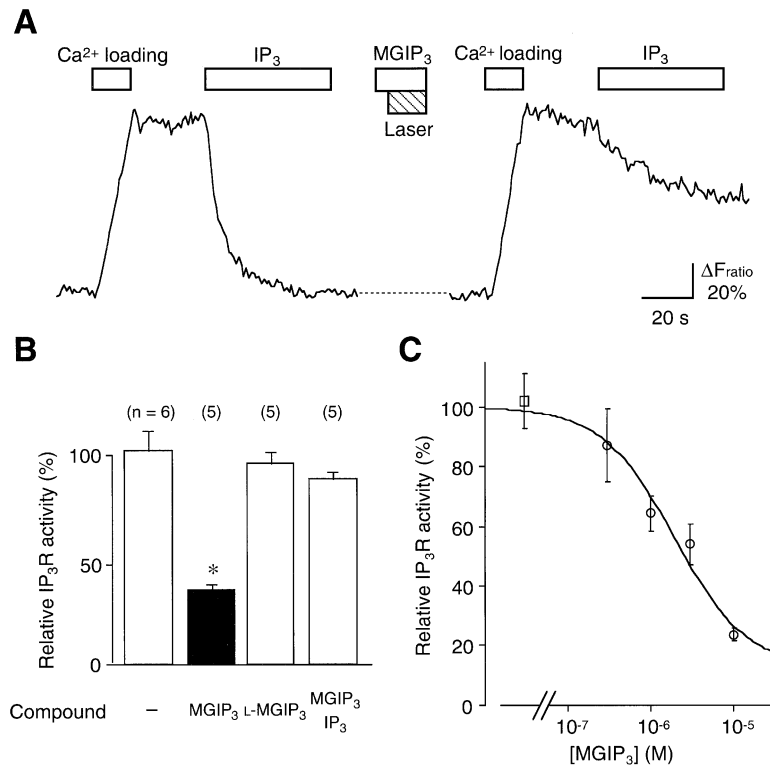 A
Ca²⁺ loading
IP₃
MGIP₃
Ca²⁺ loading
IP₃
Laser
ΔFratio
20%
20 s
B
Relative IP₃R activity (%)
(n = 6)
(5)
(5)
(5)
100
50
0
*
Compound
–
MGIP₃
L-MGIP₃
MGIP₃
IP₃
C
Relative IP₃R activity (%)
100
80
60
40
20
0
10⁻⁷
10⁻⁶
10⁻⁵
[MGIP₃] (M)